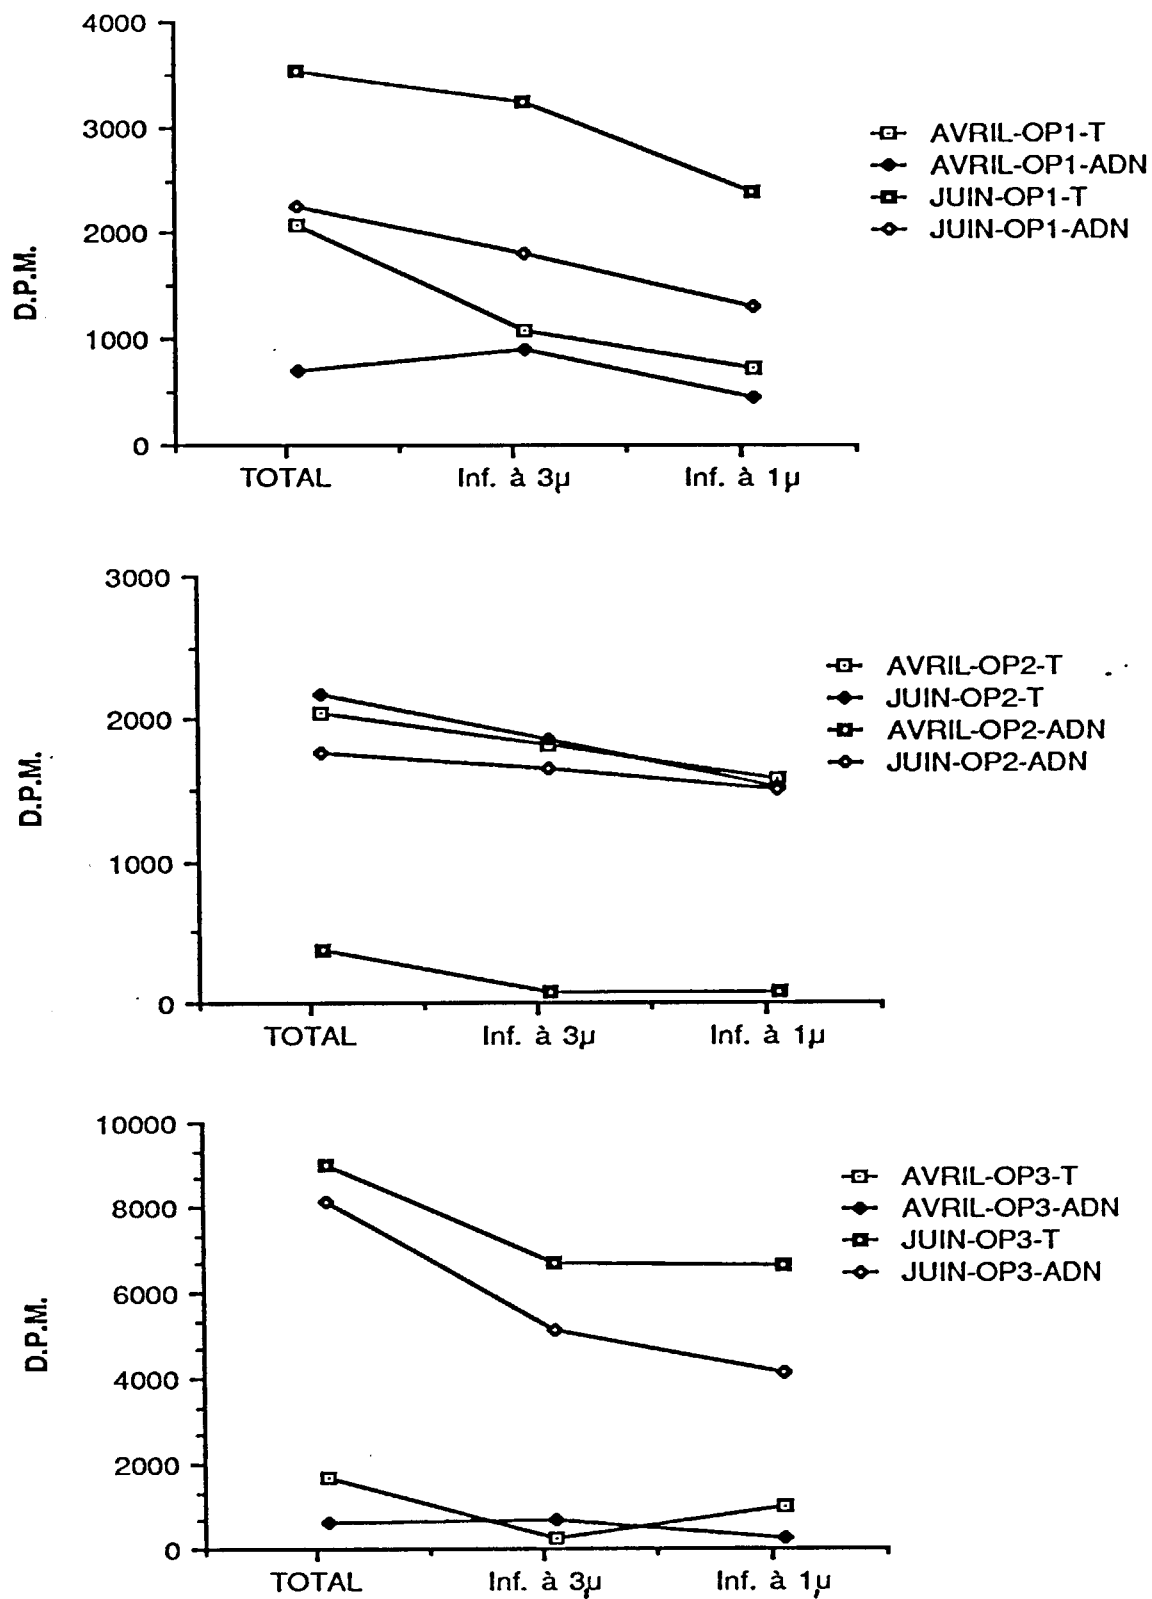 4000
3000
2000
1000
0
D.P.M.
TOTAL
Inf. à 3µ
Inf. à 1µ
AVRIL-OP1-T
AVRIL-OP1-ADN
JUIN-OP1-T
JUIN-OP1-ADN
3000
2000
1000
0
D.P.M.
TOTAL
Inf. à 3µ
Inf. à 1µ
AVRIL-OP2-T
JUIN-OP2-T
AVRIL-OP2-ADN
JUIN-OP2-ADN
10000
8000
6000
4000
2000
0
D.P.M.
TOTAL
Inf. à 3µ
Inf. à 1µ
AVRIL-OP3-T
AVRIL-OP3-ADN
JUIN-OP3-T
JUIN-OP3-ADN